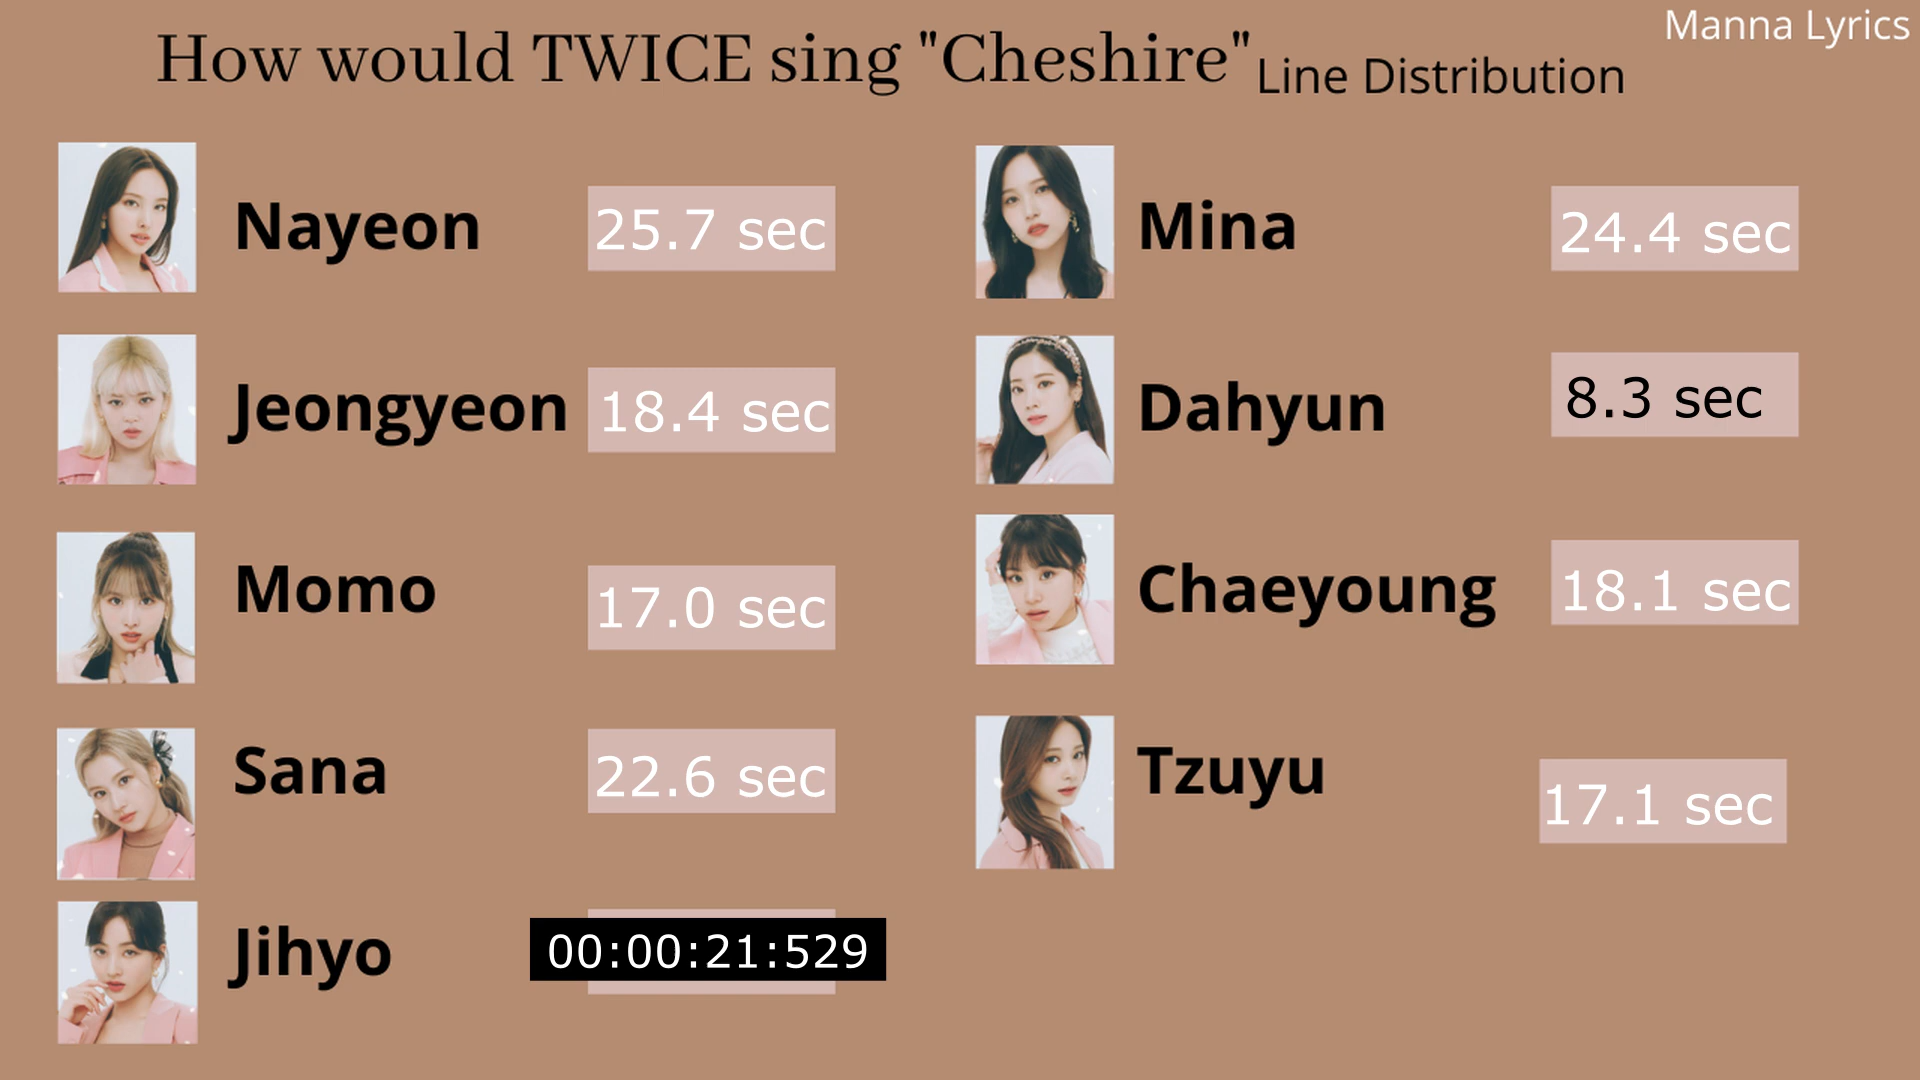 Manna Lyrics
How would TWICE sing "Cheshire" Line Distribution
Nayeon 25.7 sec
Jeongyeon 18.4 sec
Momo 17.0 sec
Sana 22.6 sec
Jihyo 00:00:21:529
Mina 24.4 sec
Dahyun 8.3 sec
Chaeyoung 18.1 sec
Tzuyu 17.1 sec